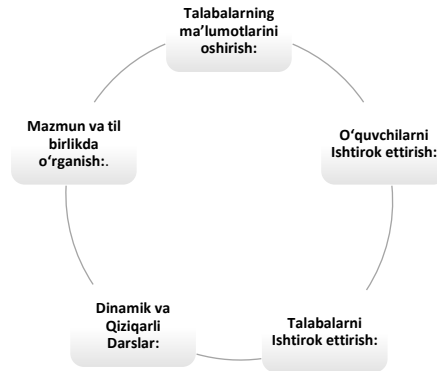 Talabalarning
ma’lumotlarini
oshirish:
O‘quvchilarni
Ishtirok ettirish:
Talabalarni
Ishtirok ettirish:
Dinamik va
Qiziqarli
Darslar:
Mazmun va til
birlikda
o‘rganish:.